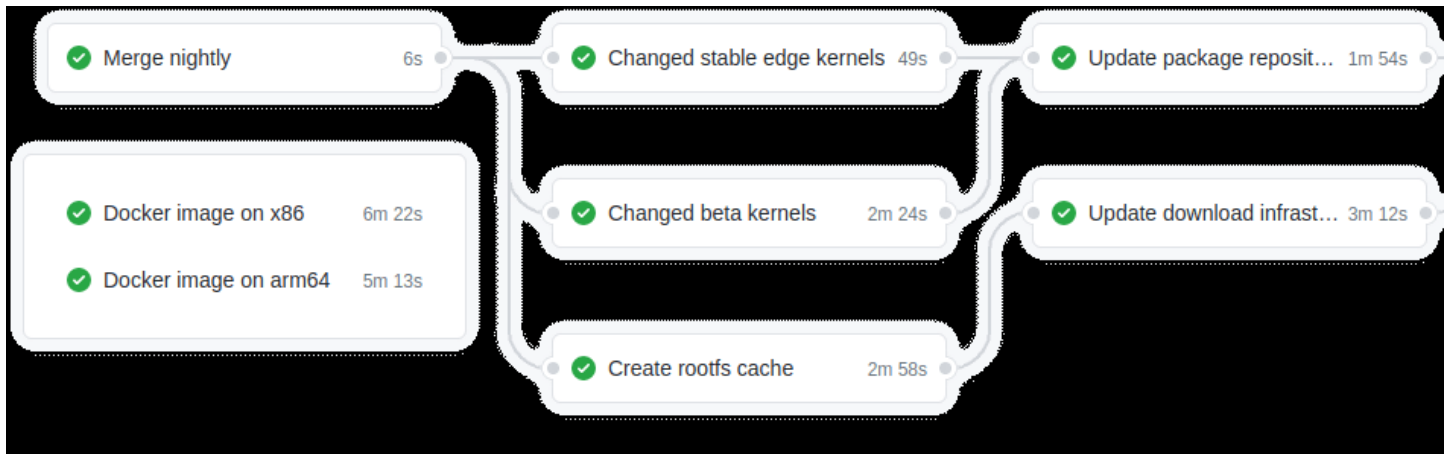 Merge nightly 6s
Changed stable edge kernels 49s
Update package reposit... 1m 54s
Docker image on x86 6m 22s
Docker image on arm64 5m 13s
Changed beta kernels 2m 24s
Update download infrast... 3m 12s
Create rootfs cache 2m 58s